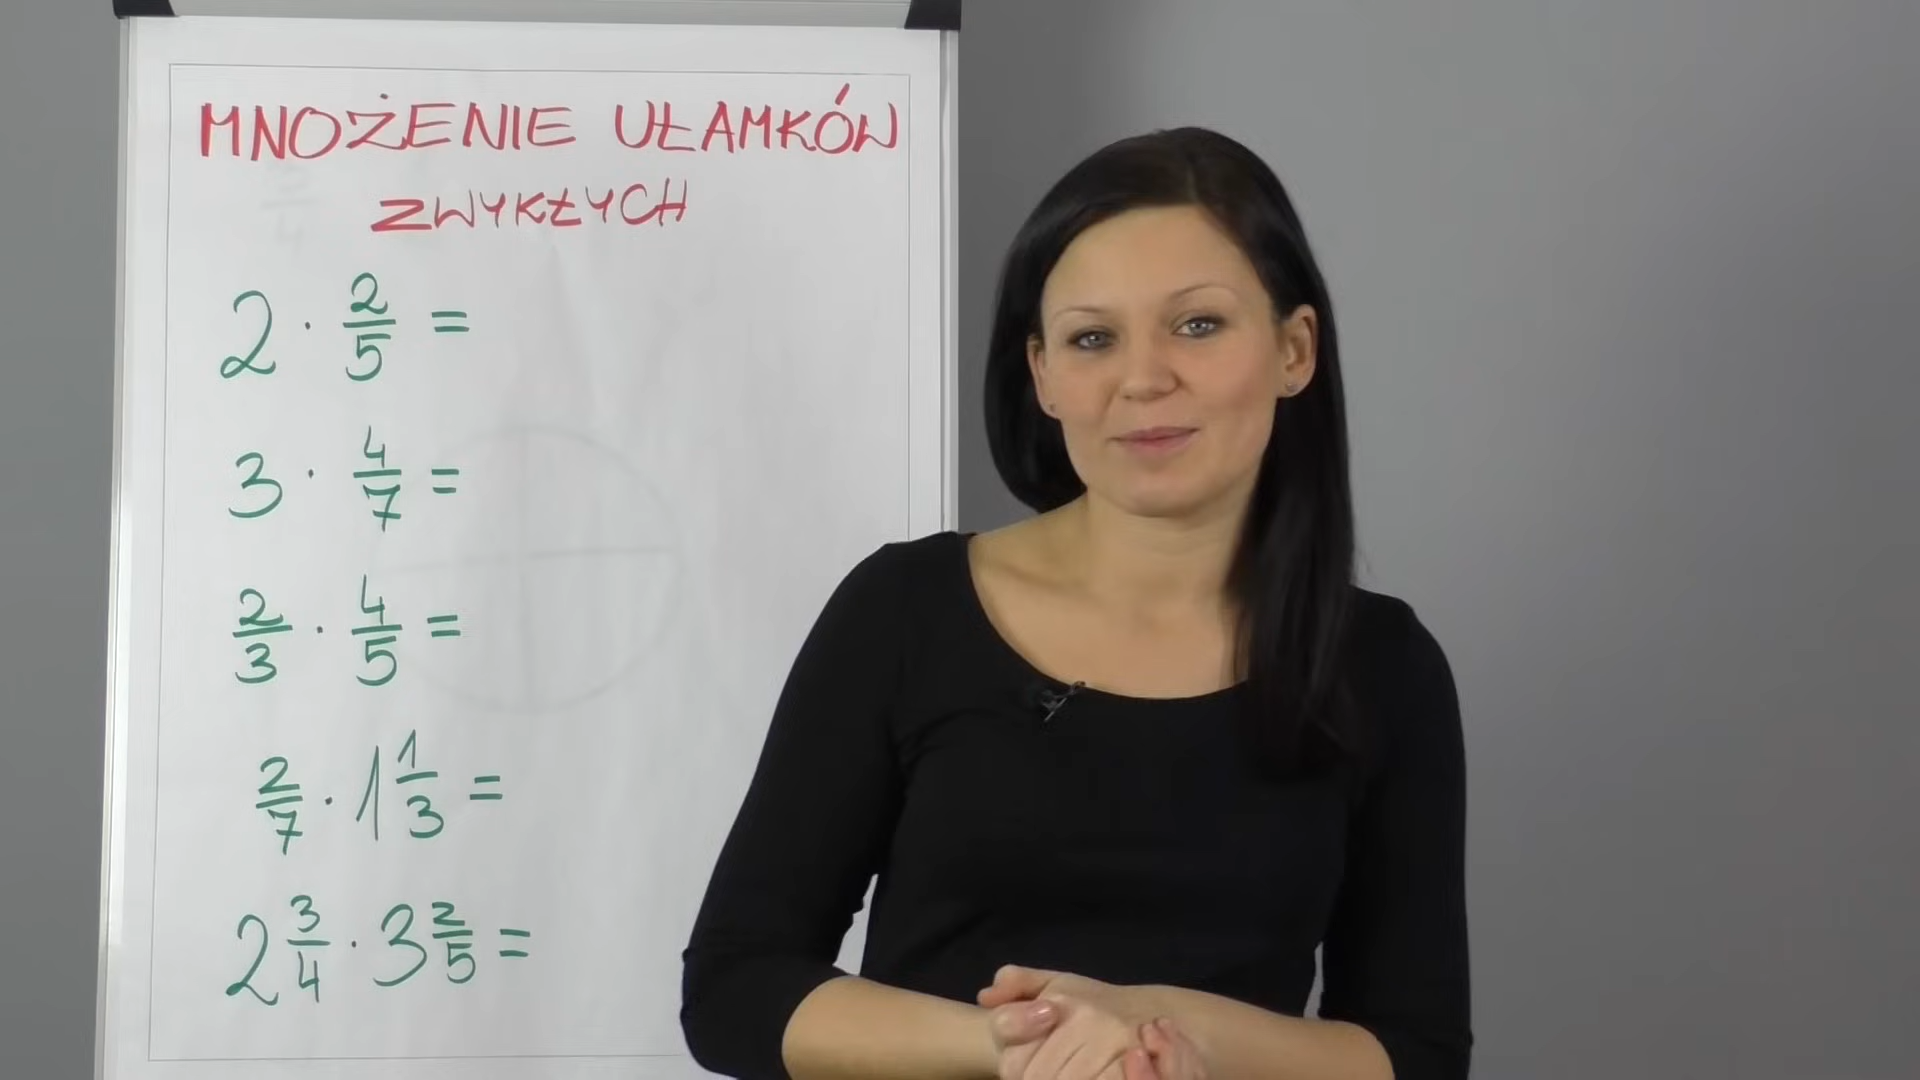 MNOŻENIE UŁAMKÓW
ZWYKŁYCH
2 · 2/5 =
3 · 4/7 =
2/3 · 4/5 =
2/7 · 1 1/3 =
2 3/4 · 3 2/5 =